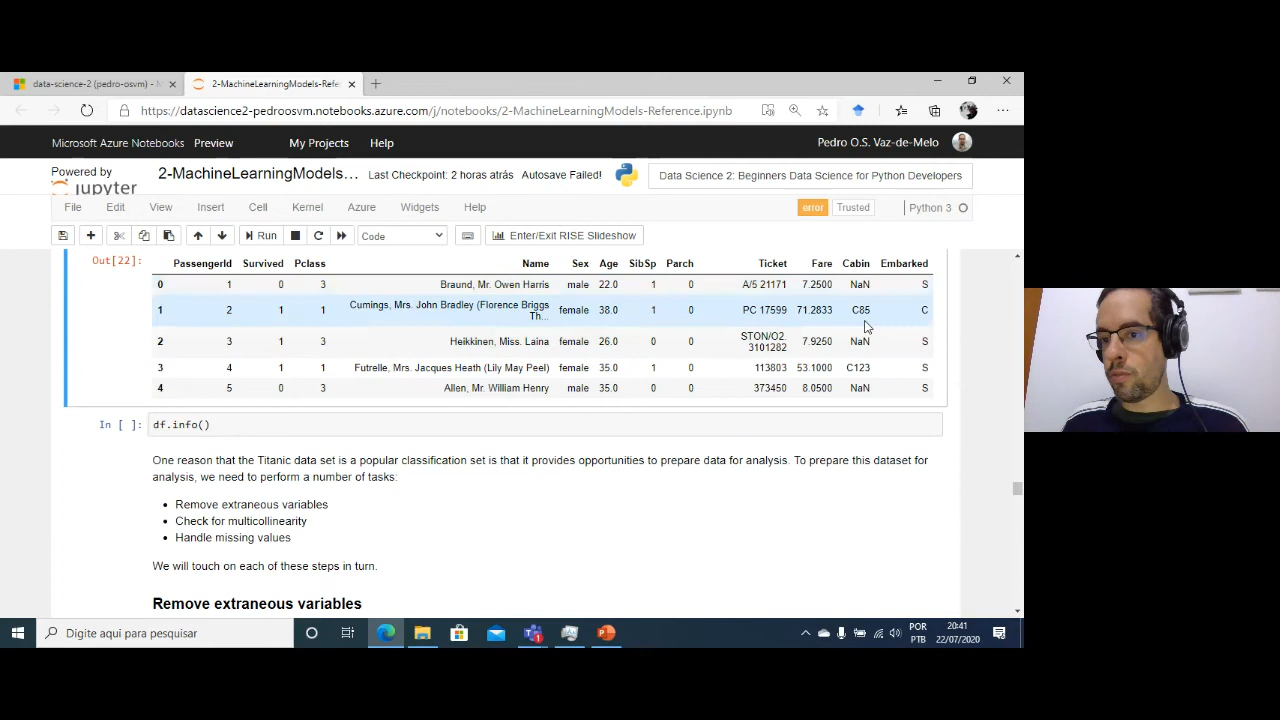 data-science-2 (pedro-osvm) - M
2-MachineLearningModels-Refe
https://datascience2-pedroosvm.notebooks.azure.com/j/notebooks/2-MachineLearningModels-Reference.ipynb
Microsoft Azure Notebooks Preview My Projects Help Pedro O.S. Vaz-de-Melo
Powered by
jupyter
2-MachineLearningModels... Last Checkpoint: 2 horas atrás Autosave Failed! Data Science 2: Beginners Data Science for Python Developers
File Edit View Insert Cell Kernel Azure Widgets Help error Trusted Python 3
Run Code Enter/Exit RISE Slideshow
Out[22]:
PassengerId Survived Pclass Name Sex Age SibSp Parch Ticket Fare Cabin Embarked
0 1 0 3 Braund, Mr. Owen Harris male 22.0 1 0 A/5 21171 7.2500 NaN S
1 2 1 1 Cumings, Mrs. John Bradley (Florence Briggs Th... female 38.0 1 0 PC 17599 71.2833 C85 C
2 3 1 3 Heikkinen, Miss. Laina female 26.0 0 0 STON/O2. 3101282 7.9250 NaN S
3 4 1 1 Futrelle, Mrs. Jacques Heath (Lily May Peel) female 35.0 1 0 113803 53.1000 C123 S
4 5 0 3 Allen, Mr. William Henry male 35.0 0 0 373450 8.0500 NaN S
In [ ]: df.info()
One reason that the Titanic data set is a popular classification set is that it provides opportunities to prepare data for analysis. To prepare this dataset for
analysis, we need to perform a number of tasks:
• Remove extraneous variables
• Check for multicollinearity
• Handle missing values
We will touch on each of these steps in turn.
Remove extraneous variables
Digite aqui para pesquisar
POR
PTB
20:41
22/07/2020